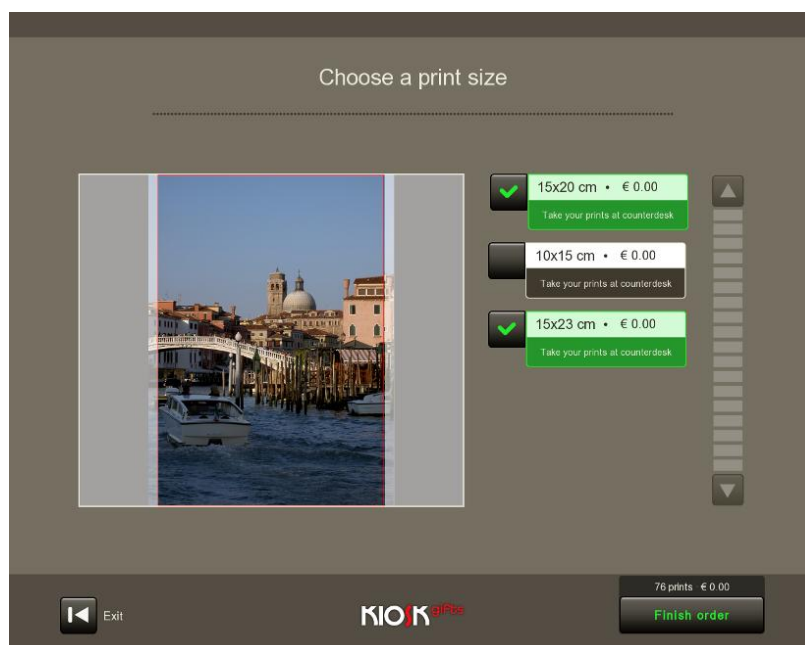 Choose a print size
15x20 cm • € 0.00
Take your prints at counterdesk
10x15 cm • € 0.00
Take your prints at counterdesk
15x23 cm • € 0.00
Take your prints at counterdesk
76 prints € 0.00
Exit
KIOSK gifts
Finish order